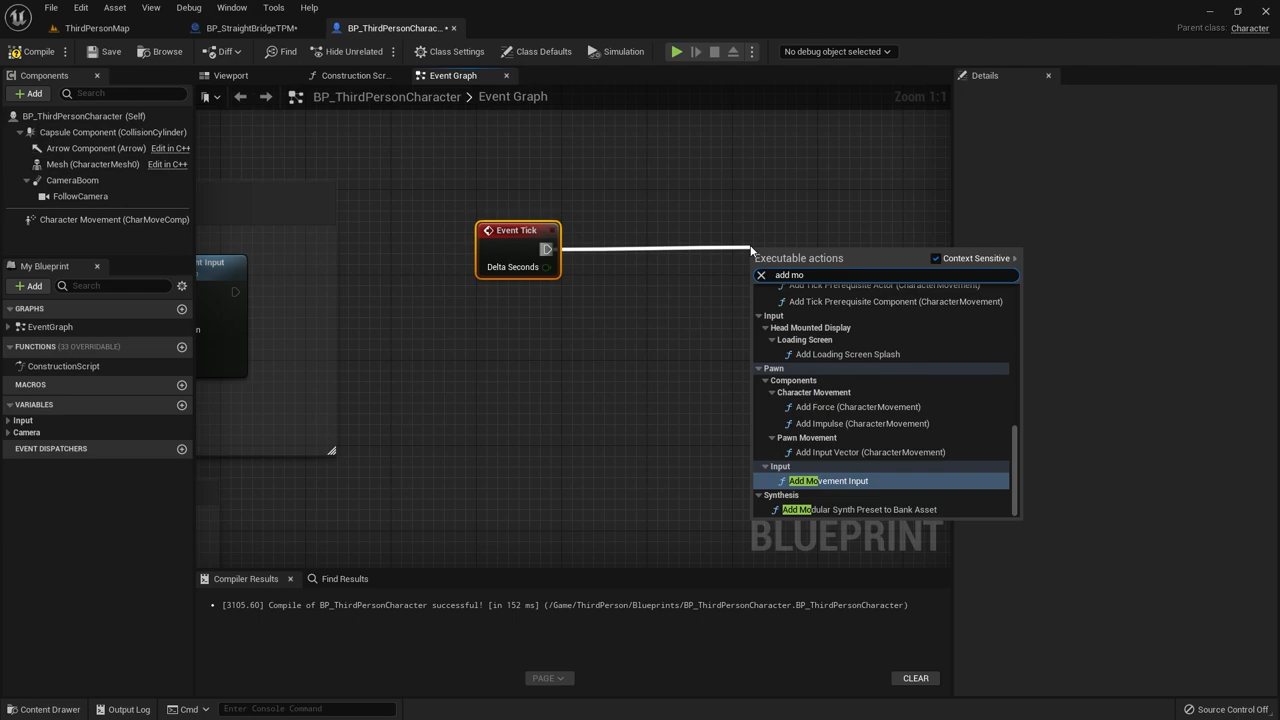 File Edit Asset View Debug Window Tools Help
ThirdPersonMap BP_StraightBridgeTPM* BP_ThirdPersonCharac... *
Parent class: Character
Compile Save Browse Diff Find Hide Unrelated Class Settings Class Defaults Simulation No debug object selected
Components Viewport Construction Scr... Event Graph Details
Add Search
BP_ThirdPersonCharacter > Event Graph Zoom 1:1
BP_ThirdPersonCharacter (Self)
Capsule Component (CollisionCylinder)
Arrow Component (Arrow) Edit in C++
Mesh (CharacterMesh0) Edit in C++
CameraBoom
FollowCamera
Character Movement (CharMoveComp)
My Blueprint
Add Search
GRAPHS
EventGraph
FUNCTIONS (33 OVERRIDABLE)
ConstructionScript
MACROS
VARIABLES
Input
Camera
EVENT DISPATCHERS
nt Input
n
Event Tick
Delta Seconds
Executable actions Context Sensitive
add mo
Add Tick Prerequisite Actor (CharacterMovement)
Add Tick Prerequisite Component (CharacterMovement)
Input
Head Mounted Display
Loading Screen
Add Loading Screen Splash
Pawn
Components
Character Movement
Add Force (CharacterMovement)
Add Impulse (CharacterMovement)
Pawn Movement
Add Input Vector (CharacterMovement)
Input
Add Movement Input
Synthesis
Add Modular Synth Preset to Bank Asset
BLUEPRINT
Compiler Results Find Results
[3105.60] Compile of BP_ThirdPersonCharacter successful! [in 152 ms] (/Game/ThirdPerson/Blueprints/BP_ThirdPersonCharacter.BP_ThirdPersonCharacter)
PAGE CLEAR
Content Drawer Output Log Cmd Enter Console Command Source Control Off